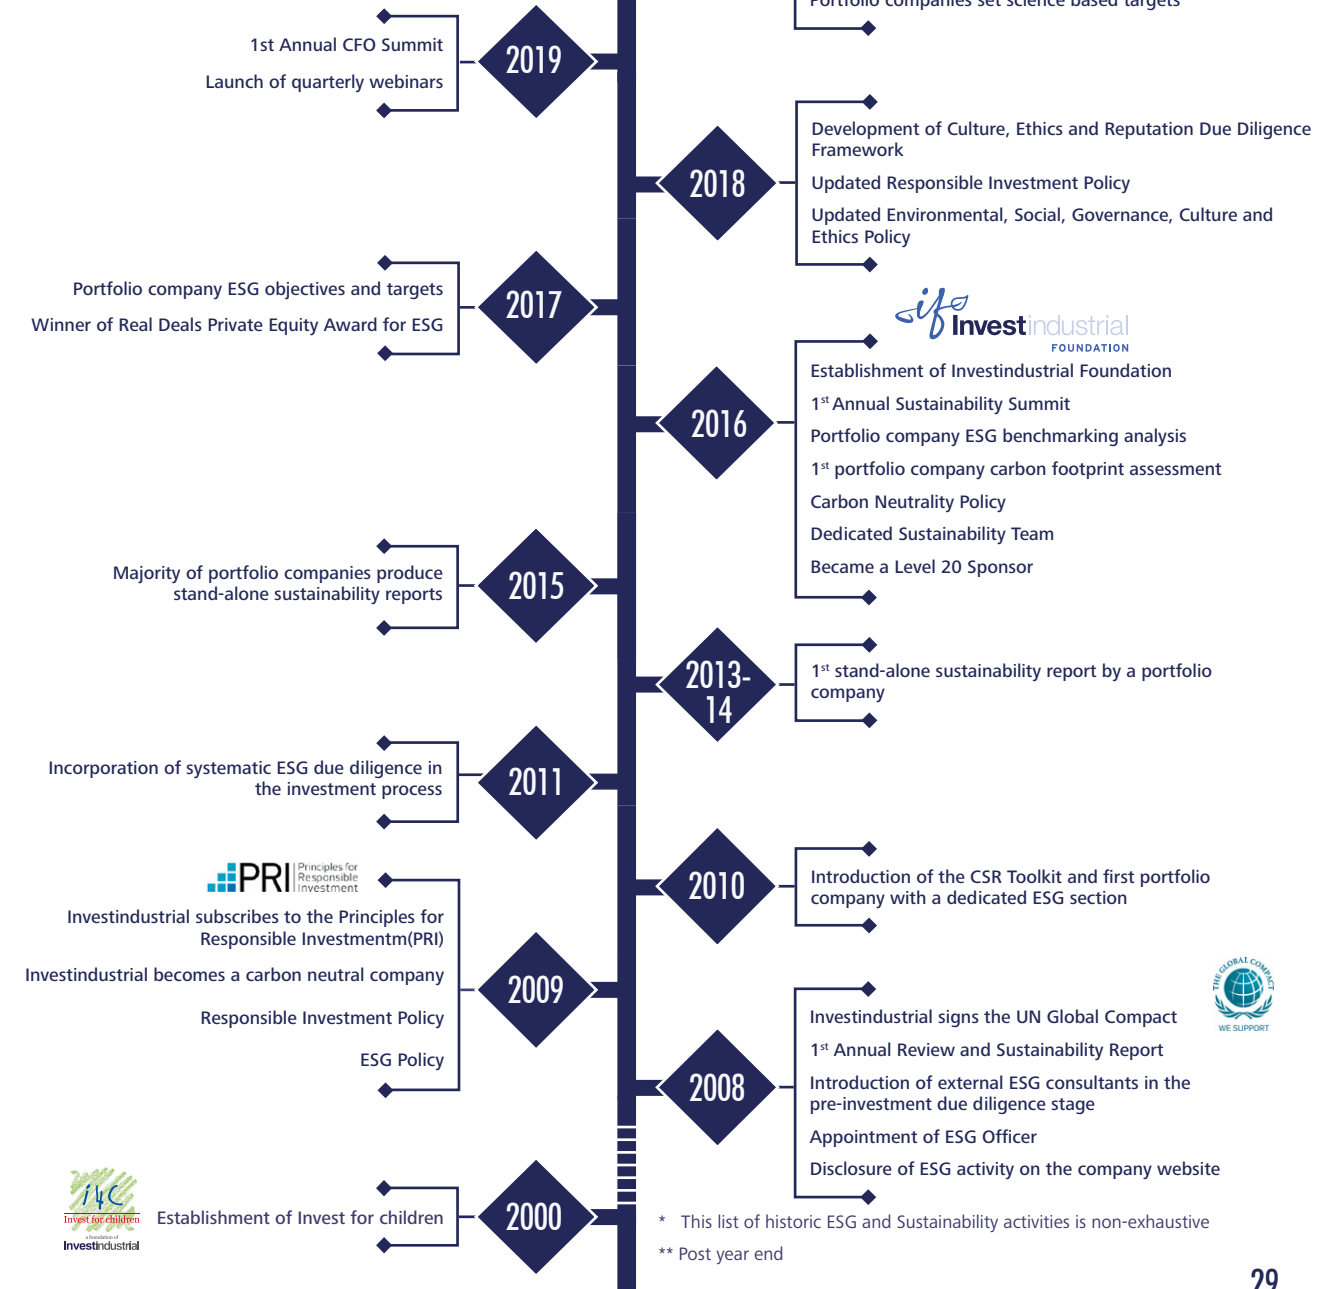 Portfolio companies set science based targets
1st Annual CFO Summit
Launch of quarterly webinars
2019
2018
Development of Culture, Ethics and Reputation Due Diligence
Framework
Updated Responsible Investment Policy
Updated Environmental, Social, Governance, Culture and
Ethics Policy
Portfolio company ESG objectives and targets
Winner of Real Deals Private Equity Award for ESG
2017
if Investindustrial
FOUNDATION
2016
Establishment of Investindustrial Foundation
1st Annual Sustainability Summit
Portfolio company ESG benchmarking analysis
1st portfolio company carbon footprint assessment
Carbon Neutrality Policy
Dedicated Sustainability Team
Became a Level 20 Sponsor
Majority of portfolio companies produce
stand-alone sustainability reports
2015
2013-
14
1st stand-alone sustainability report by a portfolio
company
Incorporation of systematic ESG due diligence in
the investment process
2011
2010
Introduction of the CSR Toolkit and first portfolio
company with a dedicated ESG section
PRI
Principles for
Responsible
Investment
Investindustrial subscribes to the Principles for
Responsible Investmentm(PRI)
Investindustrial becomes a carbon neutral company
Responsible Investment Policy
ESG Policy
2009
THE GLOBAL COMPACT
WE SUPPORT
2008
Investindustrial signs the UN Global Compact
1st Annual Review and Sustainability Report
Introduction of external ESG consultants in the
pre-investment due diligence stage
Appointment of ESG Officer
Disclosure of ESG activity on the company website
i4C
Invest for children
a foundation of
Investindustrial
Establishment of Invest for children
2000
* This list of historic ESG and Sustainability activities is non-exhaustive
** Post year end
29